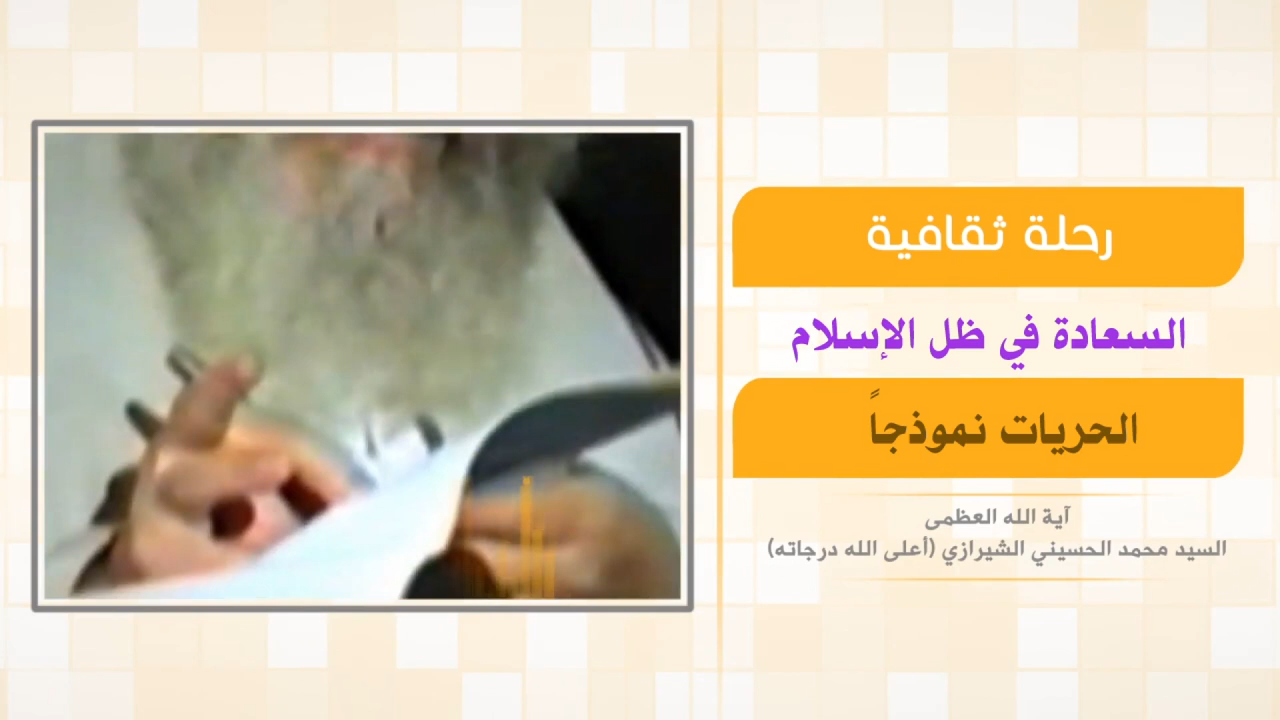 رحلة ثقافية
السعادة في ظل الإسلام
الحريات نموذجاً
آية الله العظمى
السيد محمد الحسيني الشيرازي (أعلى الله درجاته)